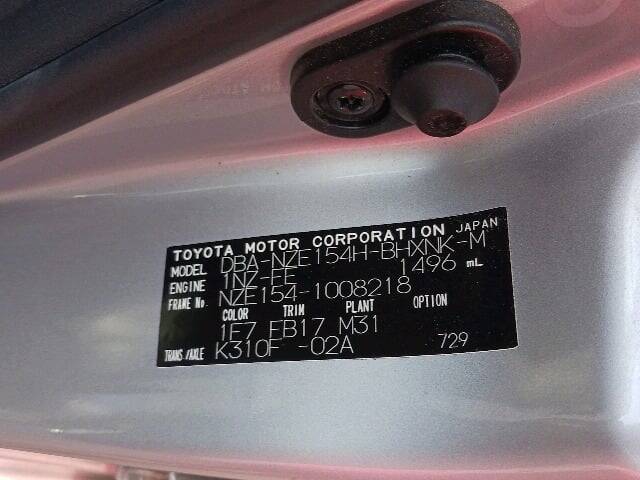 TOYOTA MOTOR CORPORATION JAPAN
MODEL DBA-NZE154H-BHXNK-M
ENGINE 1NZ-FE 1496 mL
FRAME No. NZE154-1008218
COLOR TRIM PLANT OPTION
1F7 FB17 M31
TRANS/AXLE K310F -02A 729